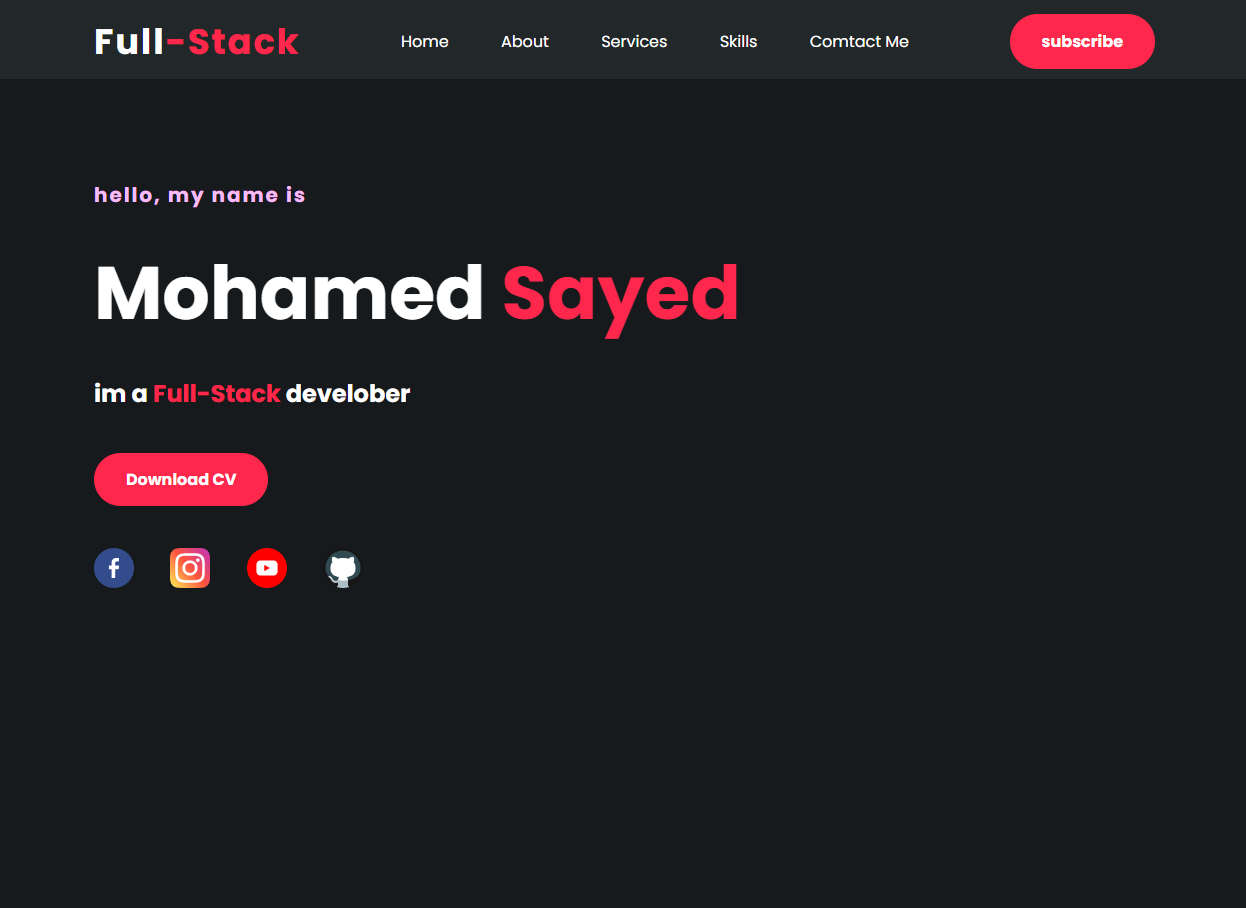 Full-Stack Home About Services Skills Comtact Me subscribe
hello, my name is
Mohamed Sayed
im a Full-Stack develober
Download CV